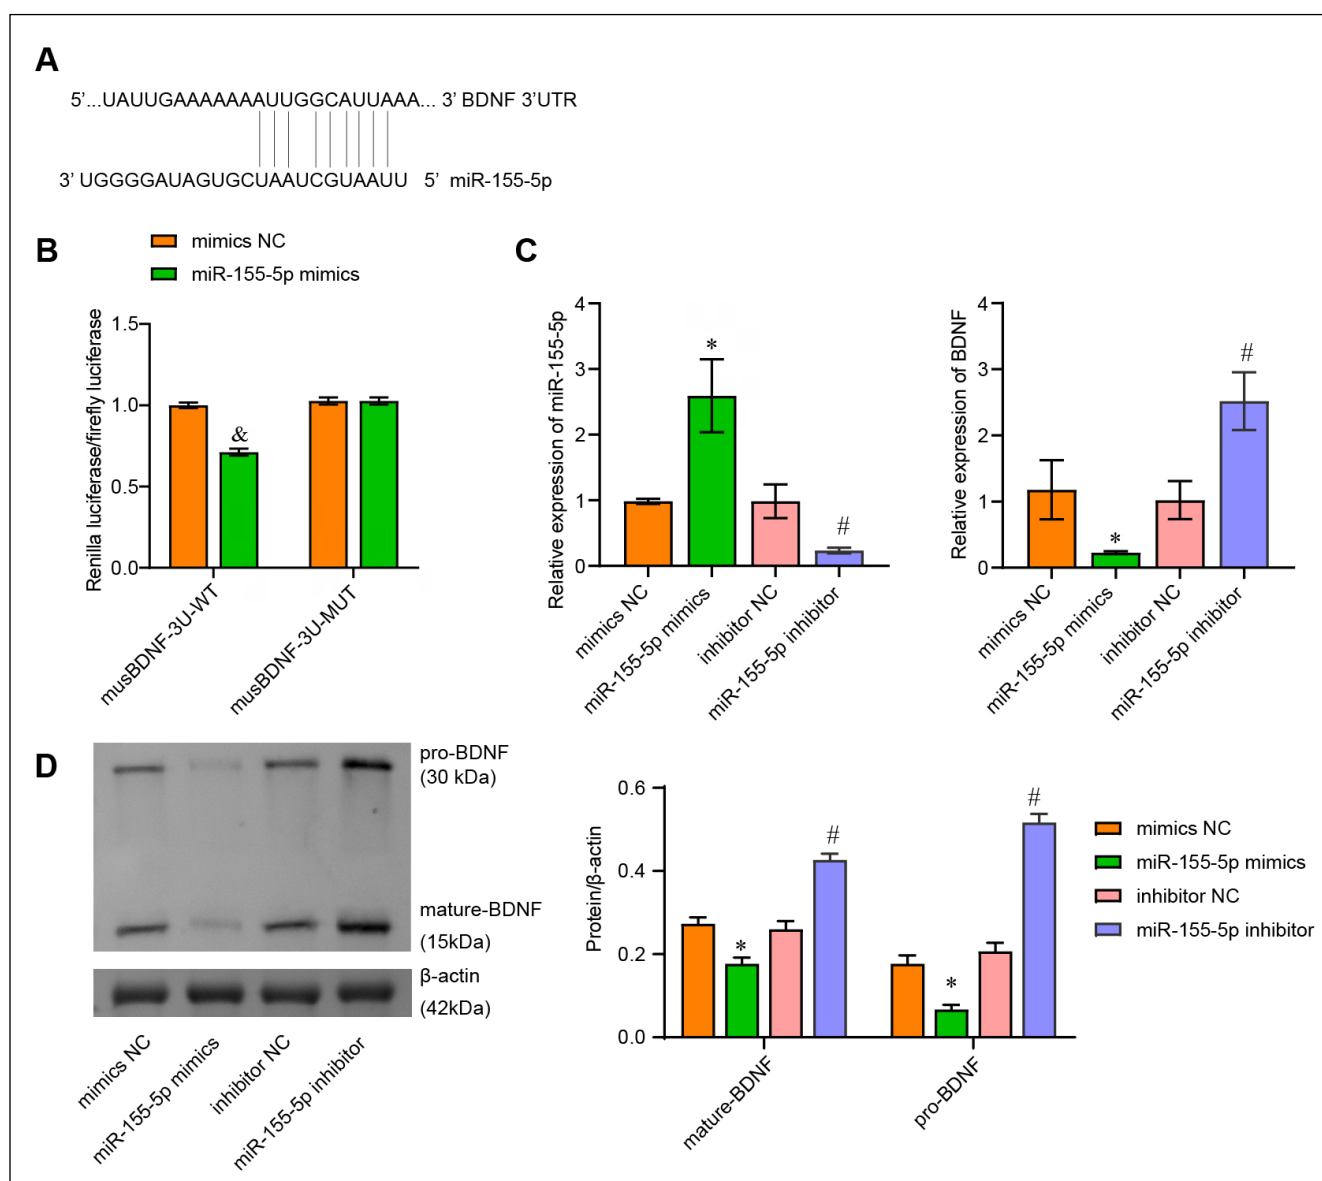 A
5’...UAUUGAAAAAAAUUGGCAUUAAA... 3’ BDNF 3’UTR
3’ UGGGGAUAGUGCUAAUCGUAAUU 5’ miR-155-5p
B
mimics NC
miR-155-5p mimics
Renilla luciferase/firefly luciferase
1.5
1.0
0.5
0.0
&
musBDNF-3U-WT
musBDNF-3U-MUT
C
Relative expression of miR-155-5p
4
3
2
1
0
*
#
mimics NC
miR-155-5p mimics
inhibitor NC
miR-155-5p inhibitor
Relative expression of BDNF
4
3
2
1
0
*
#
mimics NC
miR-155-5p mimics
inhibitor NC
miR-155-5p inhibitor
D
pro-BDNF
(30 kDa)
mature-BDNF
(15kDa)
β-actin
(42kDa)
mimics NC
miR-155-5p mimics
inhibitor NC
miR-155-5p inhibitor
Protein/β-actin
0.6
0.4
0.2
0.0
*
#
*
#
mature-BDNF
pro-BDNF
mimics NC
miR-155-5p mimics
inhibitor NC
miR-155-5p inhibitor